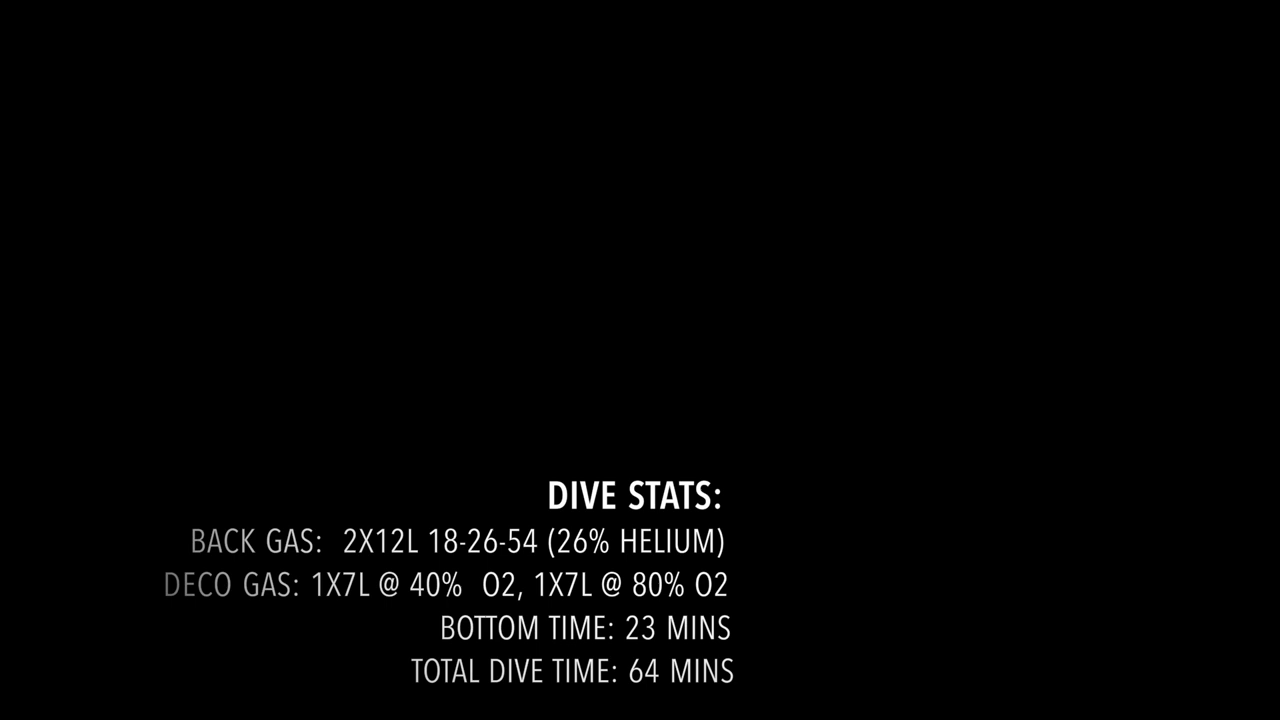 DIVE STATS:
BACK GAS: 2X12L 18-26-54 (26% HELIUM)
DECO GAS: 1X7L @ 40% O2, 1X7L @ 80% O2
BOTTOM TIME: 23 MINS
TOTAL DIVE TIME: 64 MINS